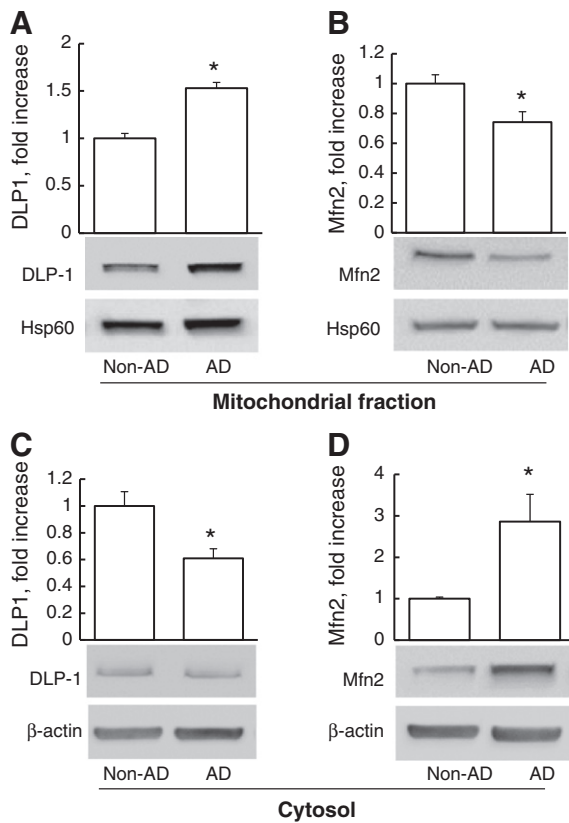 A
DLP1, fold increase
2
1
0.5
0
*
DLP-1
Hsp60
Non-AD AD
B
Mfn2, fold increase
1.2
1
0.8
0.6
0.4
0.2
0
*
Mfn2
Hsp60
Non-AD AD
Mitochondrial fraction
C
DLP1, fold increase
1.2
1
0.8
0.6
0.4
0.2
0
*
DLP-1
β-actin
Non-AD AD
D
Mfn2, fold increase
4
3
2
1
0
*
Mfn2
β-actin
Non-AD AD
Cytosol